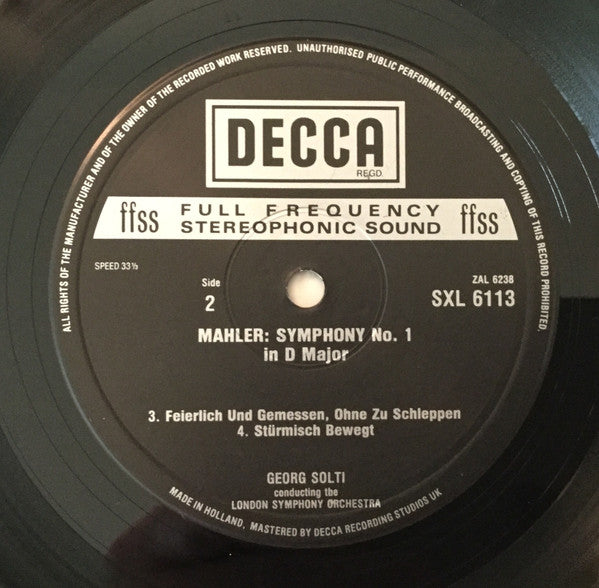 ALL RIGHTS OF THE MANUFACTURER AND OF THE OWNER OF THE RECORDED WORK RESERVED. UNAUTHORISED PUBLIC PERFORMANCE BROADCASTING AND COPYING OF THIS RECORD PROHIBITED.
DECCA
REGD.
ffss FULL FREQUENCY ffss
STEREOPHONIC SOUND
SPEED 33⅓
Side
2
ZAL 6238
SXL 6113
MAHLER: SYMPHONY No. 1
in D Major
3. Feierlich Und Gemessen, Ohne Zu Schleppen
4. Stürmisch Bewegt
GEORG SOLTI
conducting the
LONDON SYMPHONY ORCHESTRA
MADE IN HOLLAND, MASTERED BY DECCA RECORDING STUDIOS UK